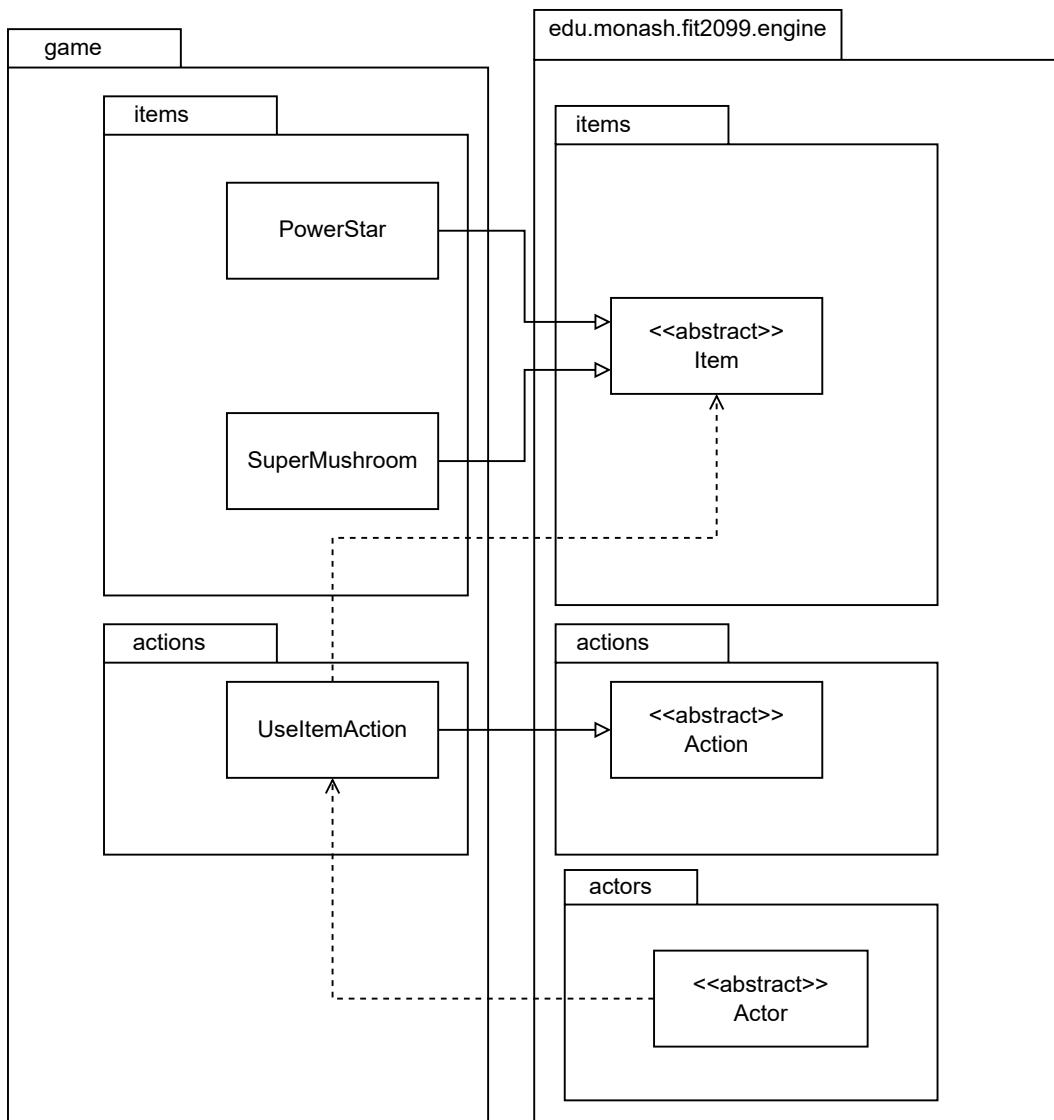 game
edu.monash.fit2099.engine
items
items
PowerStar
<<abstract>>
Item
SuperMushroom
actions
actions
UseItemAction
<<abstract>>
Action
actors
<<abstract>>
Actor